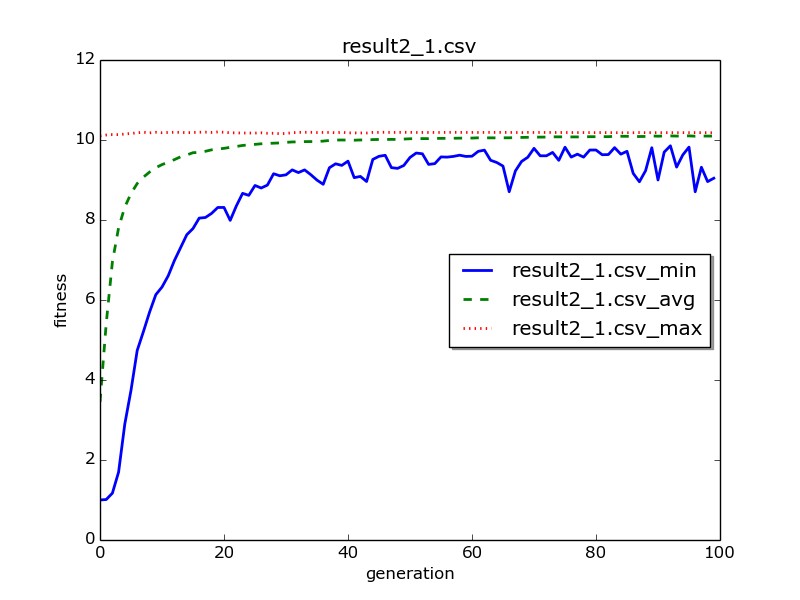 result2_1.csv
12
10
8
6
4
2
0
fitness
result2_1.csv_min
result2_1.csv_avg
result2_1.csv_max
0 20 40 60 80 100
generation